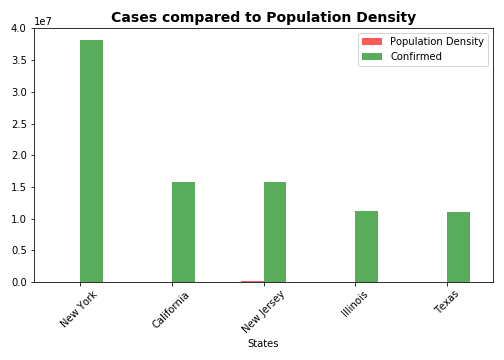 Cases compared to Population Density
1e7
4.0
3.5
3.0
2.5
2.0
1.5
1.0
0.5
0.0
Population Density
Confirmed
New York
California
New Jersey
Illinois
Texas
States